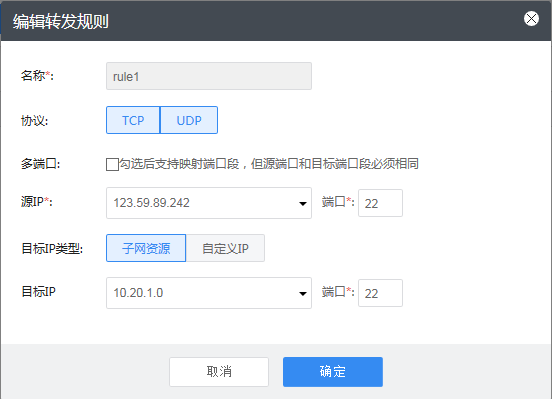 编辑转发规则
名称*: rule1
协议: TCP UDP
多端口: 勾选后支持映射端口段，但源端口和目标端口段必须相同
源IP*: 123.59.89.242 端口*: 22
目标IP类型: 子网资源 自定义IP
目标IP 10.20.1.0 端口*: 22
取消 确定